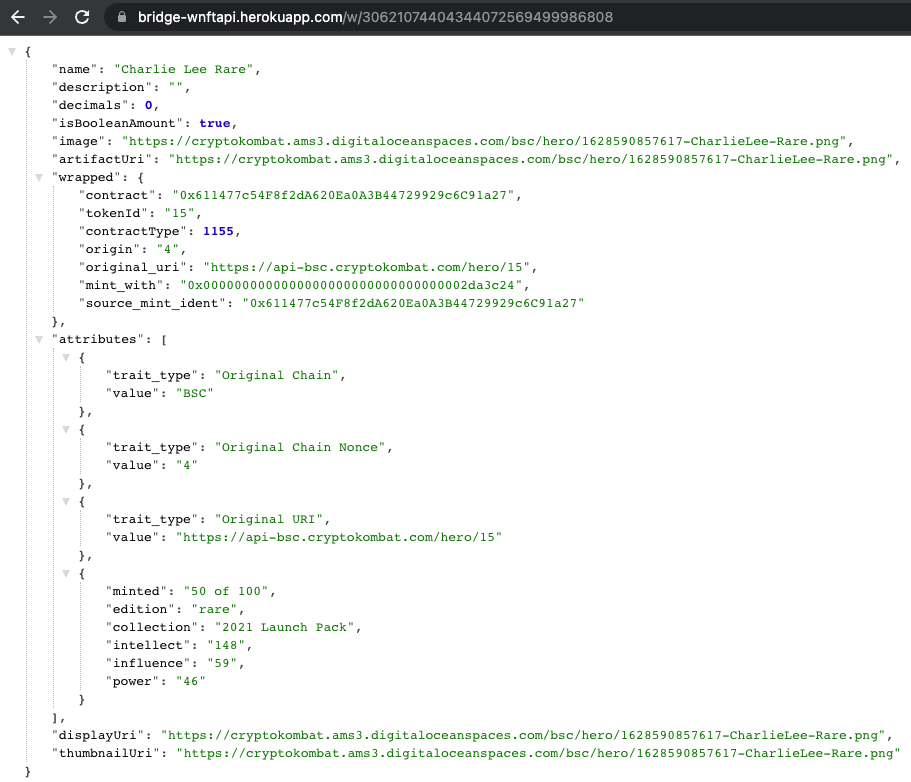 bridge-wnftapi.herokuapp.com/w/30621074404344072569499986808
{
"name": "Charlie Lee Rare",
"description": "",
"decimals": 0,
"isBooleanAmount": true,
"image": "https://cryptokombat.ams3.digitaloceanspaces.com/bsc/hero/1628590857617-CharlieLee-Rare.png",
"artifactUri": "https://cryptokombat.ams3.digitaloceanspaces.com/bsc/hero/1628590857617-CharlieLee-Rare.png",
"wrapped": {
"contract": "0x611477c54F8f2dA620Ea0A3B44729929c6C91a27",
"tokenId": "15",
"contractType": 1155,
"origin": "4",
"original_uri": "https://api-bsc.cryptokombat.com/hero/15",
"mint_with": "0x000000000000000000000000000000002da3c24",
"source_mint_ident": "0x611477c54F8f2dA620Ea0A3B44729929c6C91a27"
},
"attributes": [
{
"trait_type": "Original Chain",
"value": "BSC"
},
{
"trait_type": "Original Chain Nonce",
"value": "4"
},
{
"trait_type": "Original URI",
"value": "https://api-bsc.cryptokombat.com/hero/15"
},
{
"minted": "50 of 100",
"edition": "rare",
"collection": "2021 Launch Pack",
"intellect": "148",
"influence": "59",
"power": "46"
}
],
"displayUri": "https://cryptokombat.ams3.digitaloceanspaces.com/bsc/hero/1628590857617-CharlieLee-Rare.png",
"thumbnailUri": "https://cryptokombat.ams3.digitaloceanspaces.com/bsc/hero/1628590857617-CharlieLee-Rare.png"
}